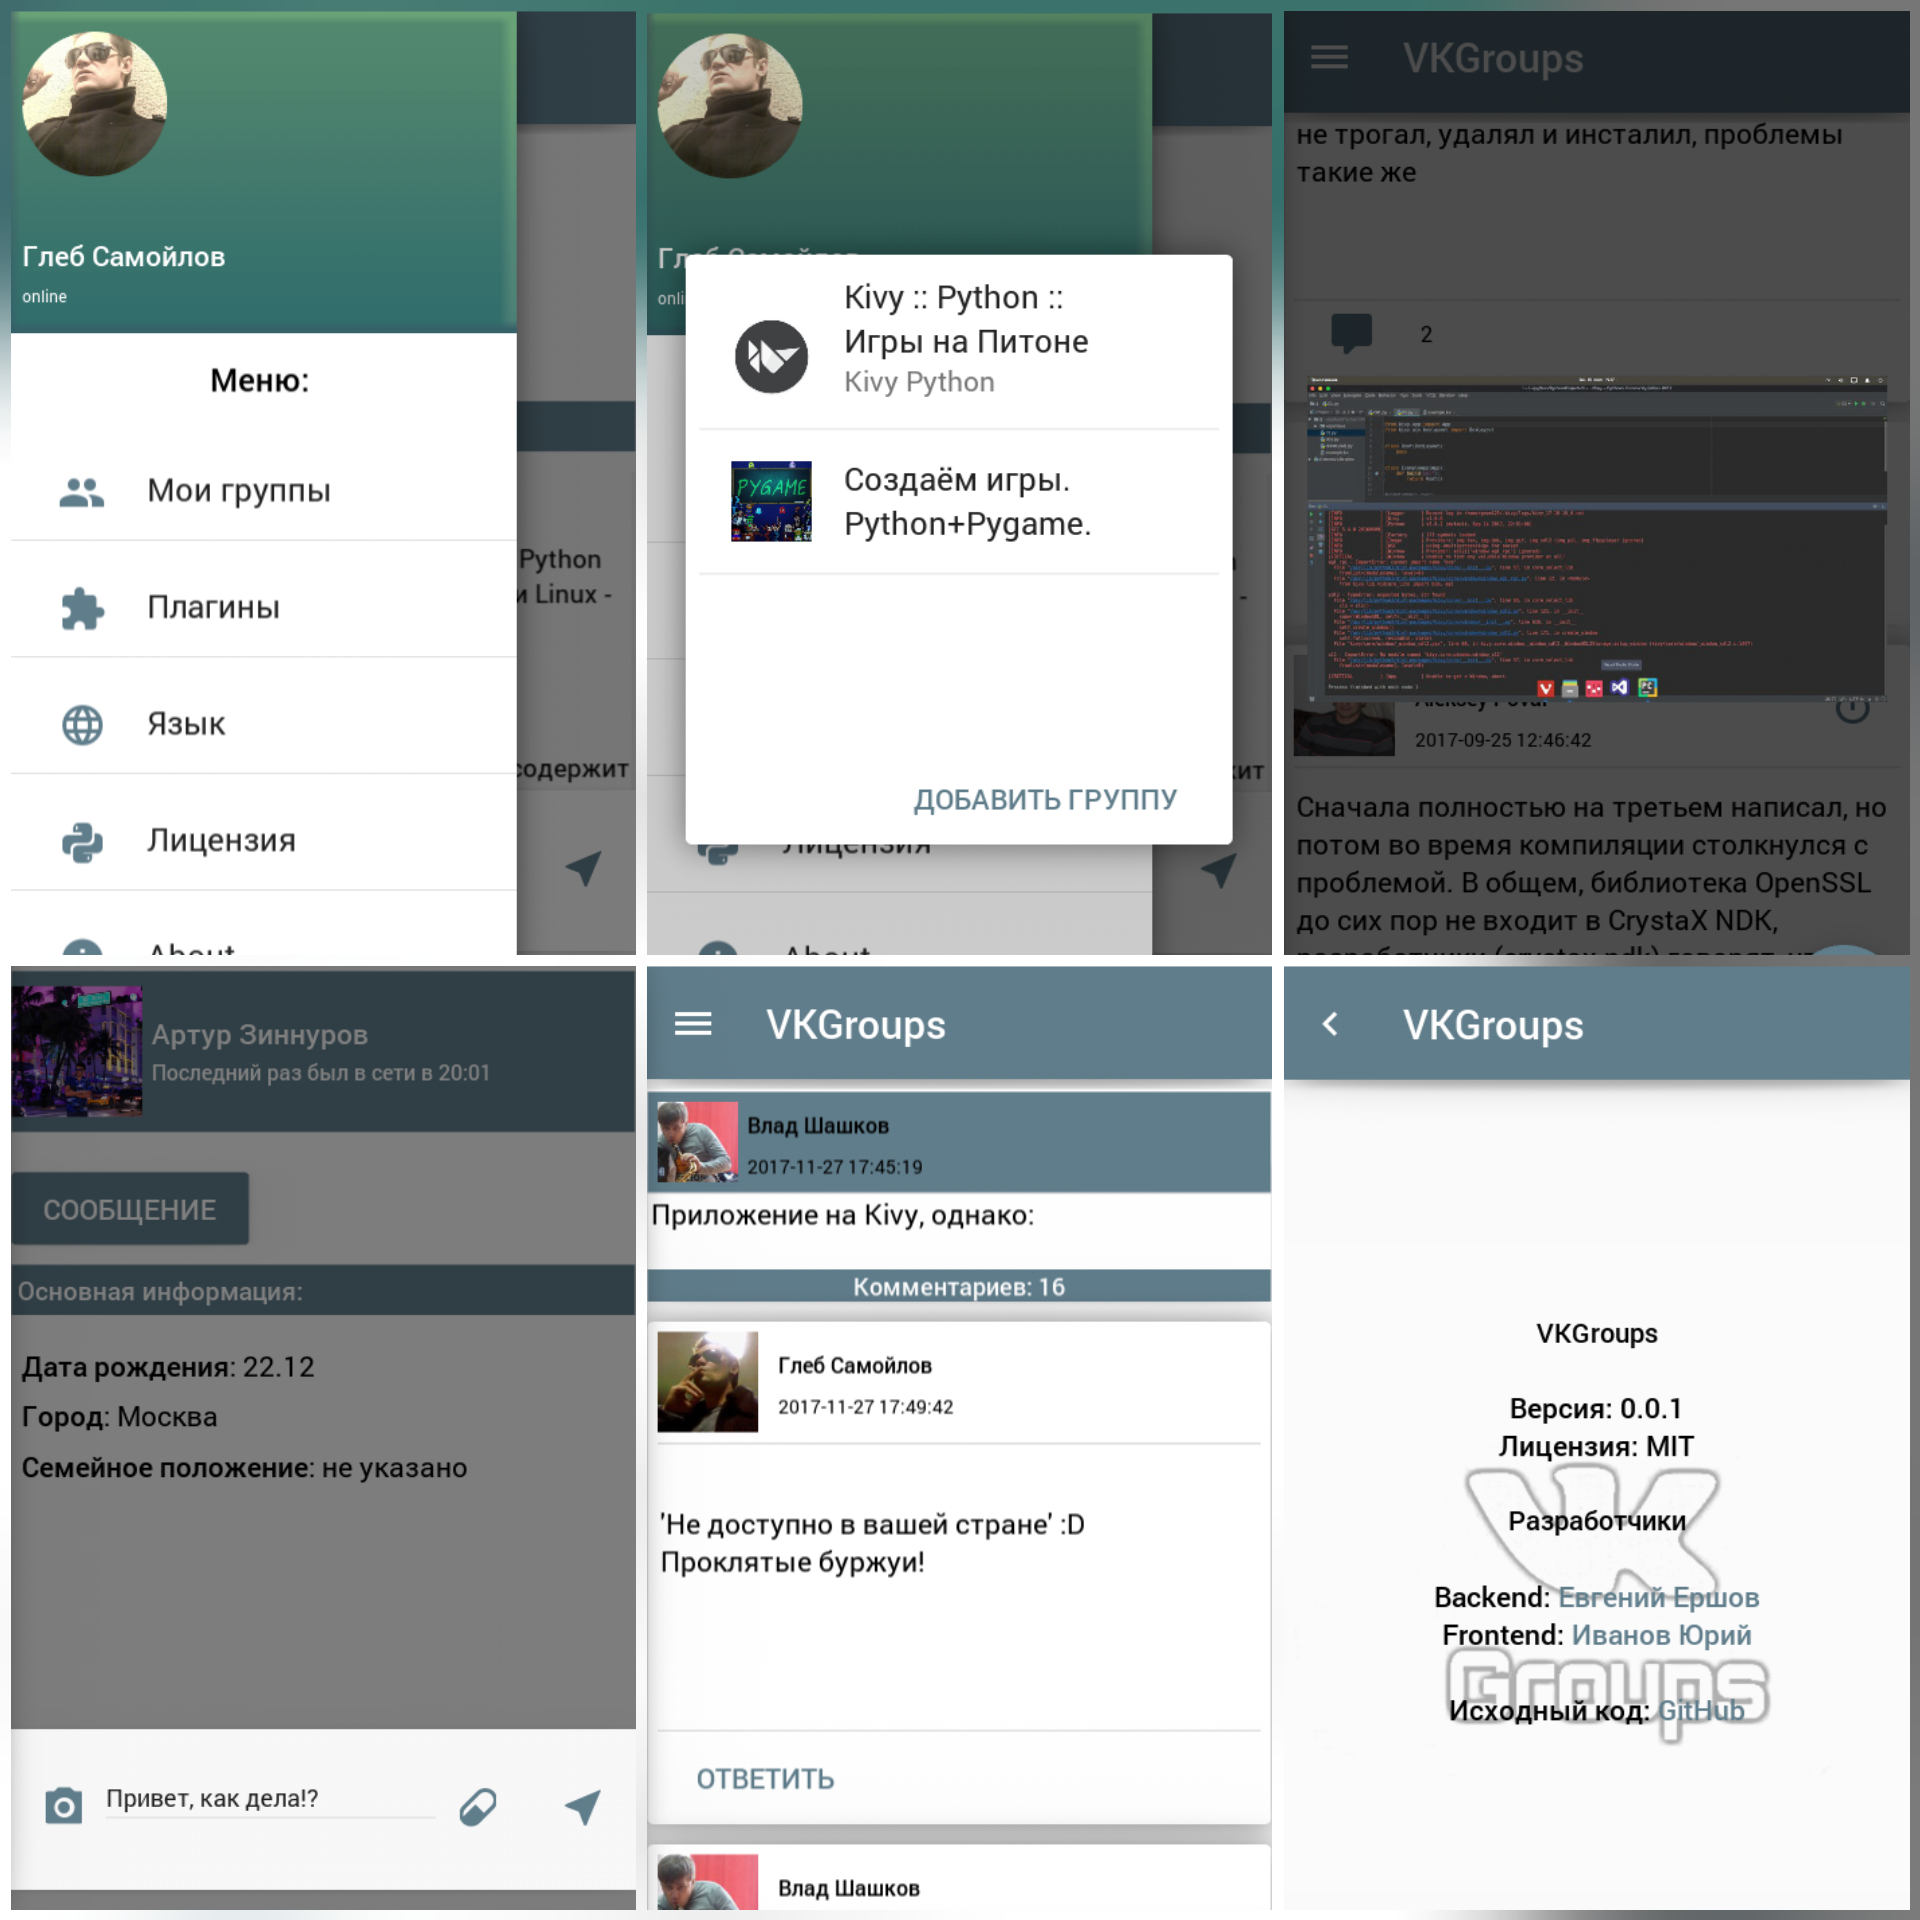 Глеб Самойлов
online
Меню:
Мои группы
Плагины
Язык
Лицензия
About
Python
и Linux -
содержит
Kivy :: Python ::
Игры на Питоне
Kivy Python
PYGAME
Создаём игры.
Python+Pygame.
ДОБАВИТЬ ГРУППУ
Лицензия
About
VKGroups
не трогал, удалял и инсталил, проблемы
такие же
2
2017-09-25 12:46:42
Сначала полностью на третьем написал, но
потом во время компиляции столкнулся с
проблемой. В общем, библиотека OpenSSL
до сих пор не входит в CrystaX NDK,
Артур Зиннуров
Последний раз был в сети в 20:01
СООБЩЕНИЕ
Основная информация:
Дата рождения: 22.12
Город: Москва
Семейное положение: не указано
Привет, как дела!?
VKGroups
Влад Шашков
2017-11-27 17:45:19
Приложение на Kivy, однако:
Комментариев: 16
Глеб Самойлов
2017-11-27 17:49:42
'Не доступно в вашей стране' :D
Проклятые буржуи!
ОТВЕТИТЬ
Влад Шашков
VKGroups
VKGroups
Версия: 0.0.1
Лицензия: MIT
VK
Разработчики
Backend: Евгений Ершов
Frontend: Иванов Юрий
Groups
Исходный код: GitHub